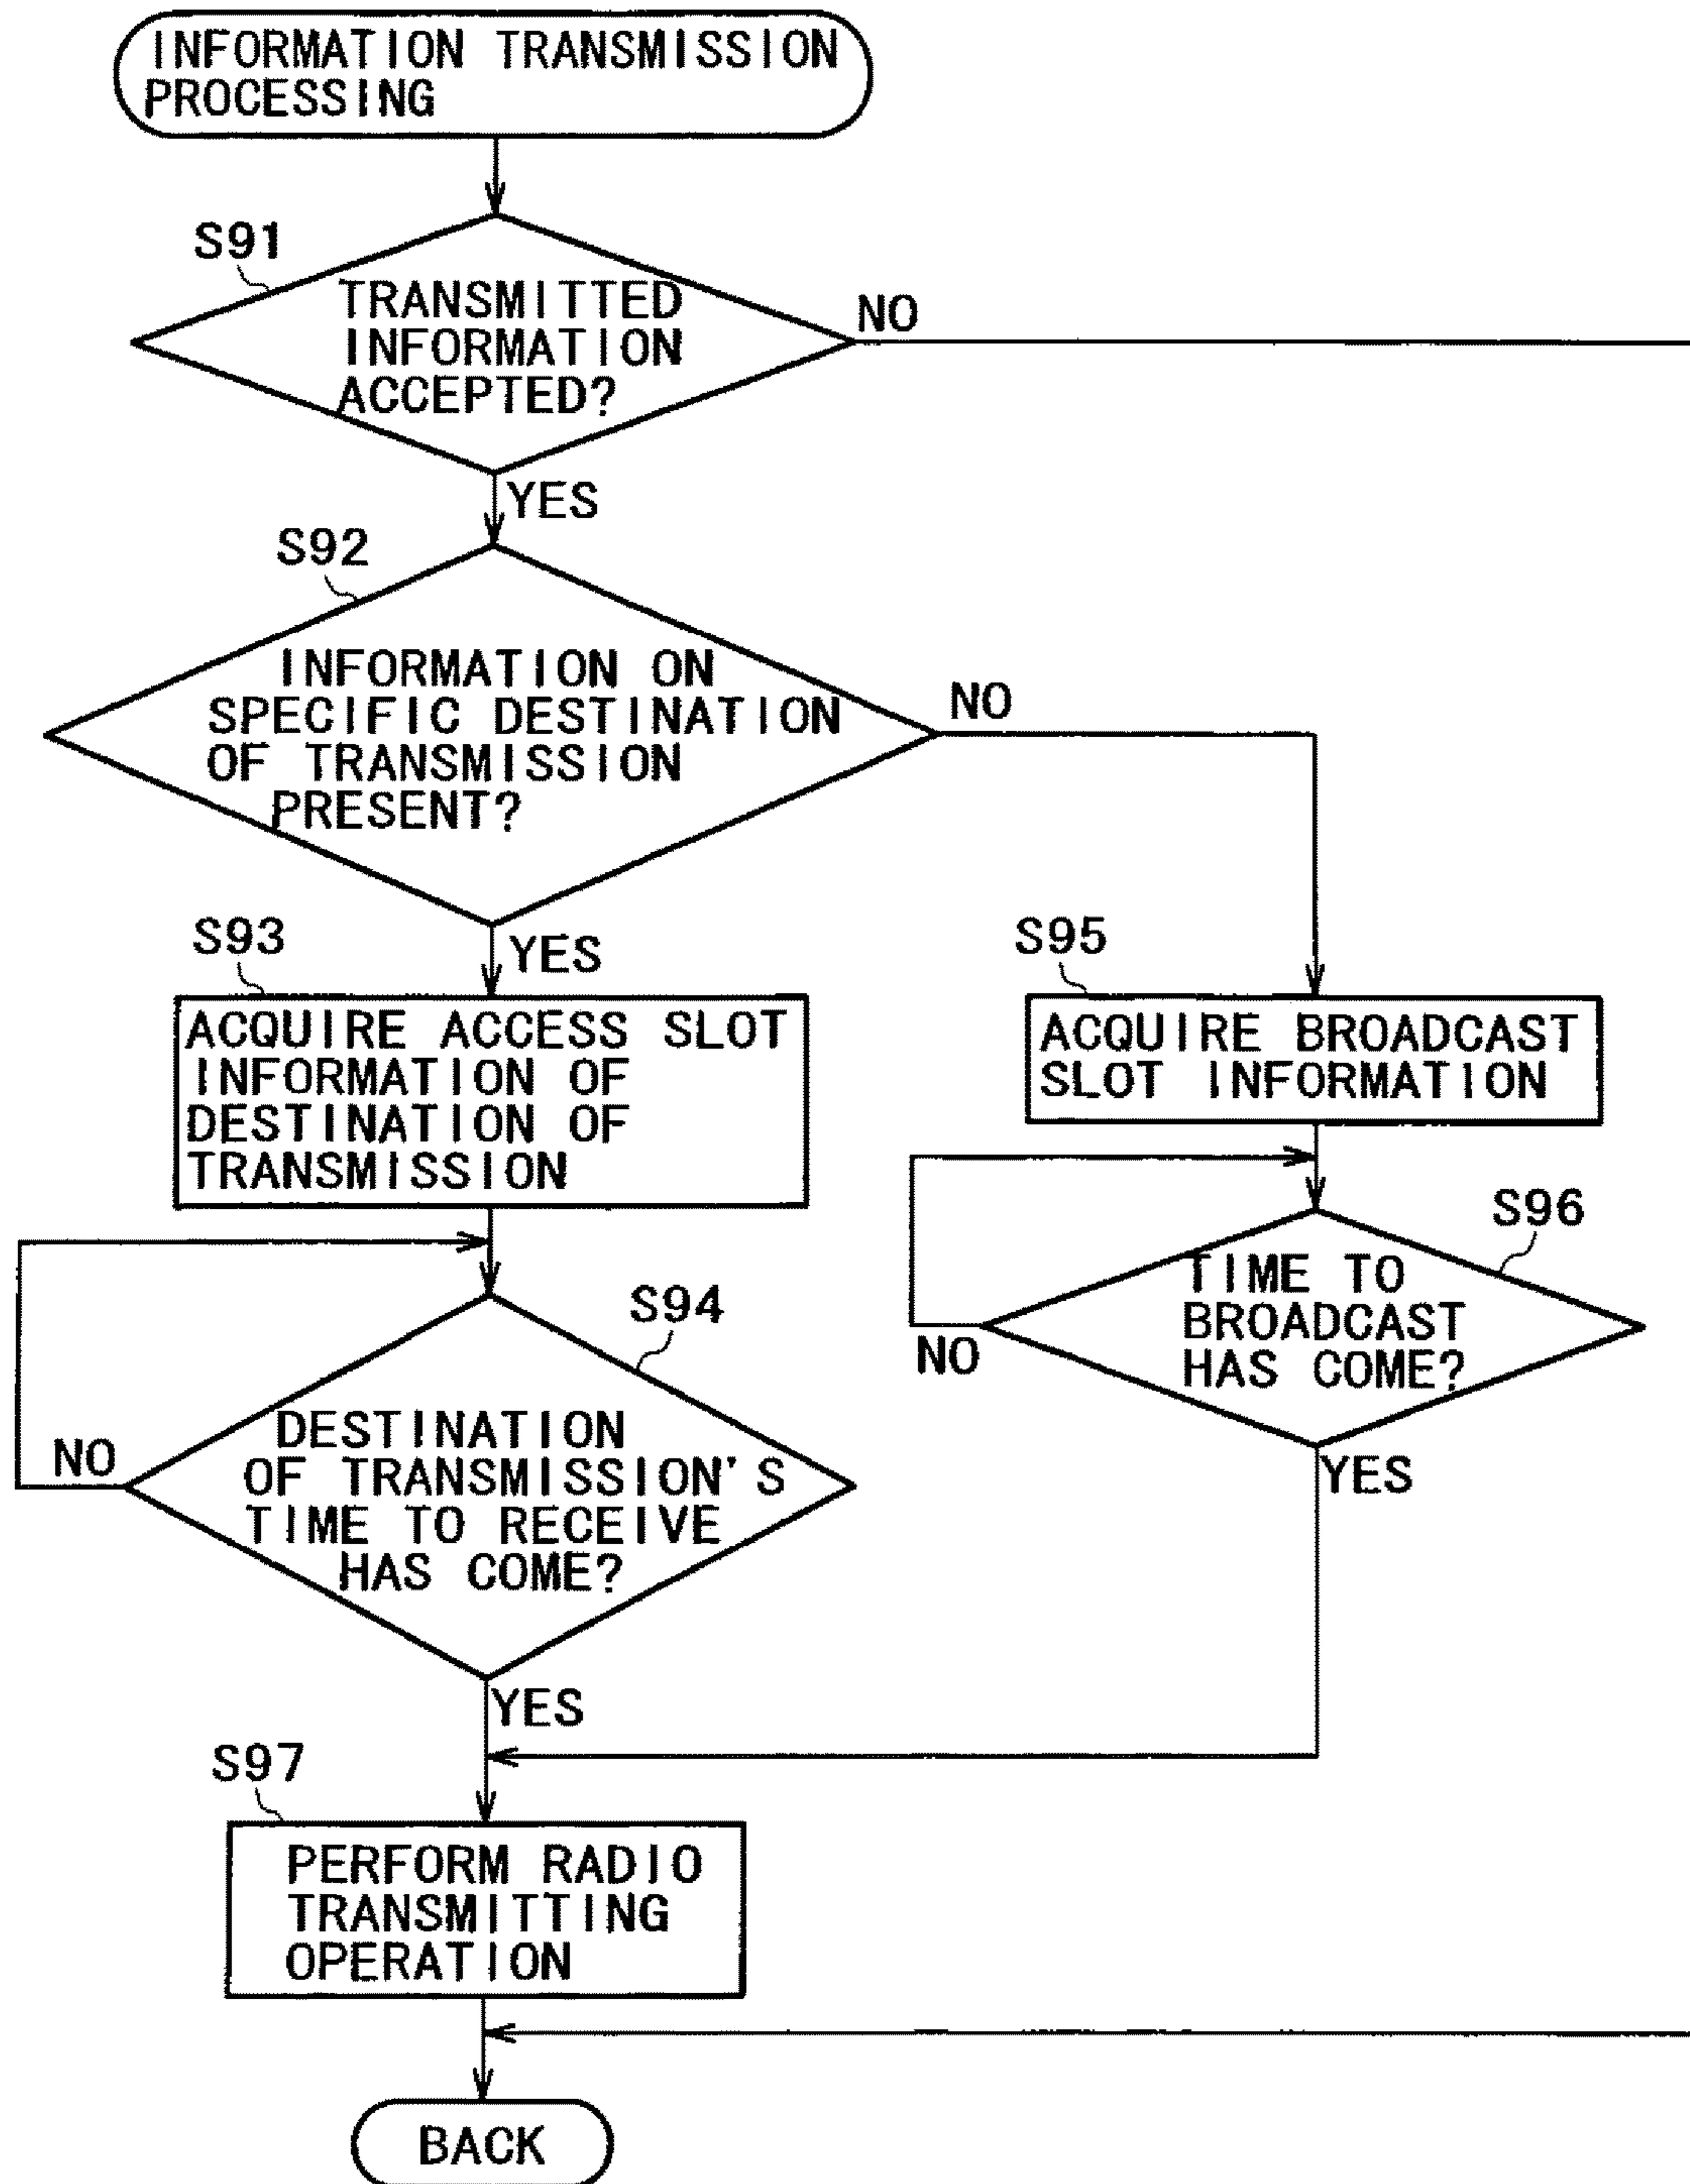 INFORMATION TRANSMISSION
PROCESSING
S91
TRANSMITTED
INFORMATION
ACCEPTED?
NO
YES
S92
INFORMATION ON
SPECIFIC DESTINATION
OF TRANSMISSION
PRESENT?
NO
YES
S93
ACQUIRE ACCESS SLOT
INFORMATION OF
DESTINATION OF
TRANSMISSION
S95
ACQUIRE BROADCAST
SLOT INFORMATION
S96
TIME TO
BROADCAST
HAS COME?
NO
YES
S94
DESTINATION
OF TRANSMISSION'S
TIME TO RECEIVE
HAS COME?
NO
YES
S97
PERFORM RADIO
TRANSMITTING
OPERATION
BACK